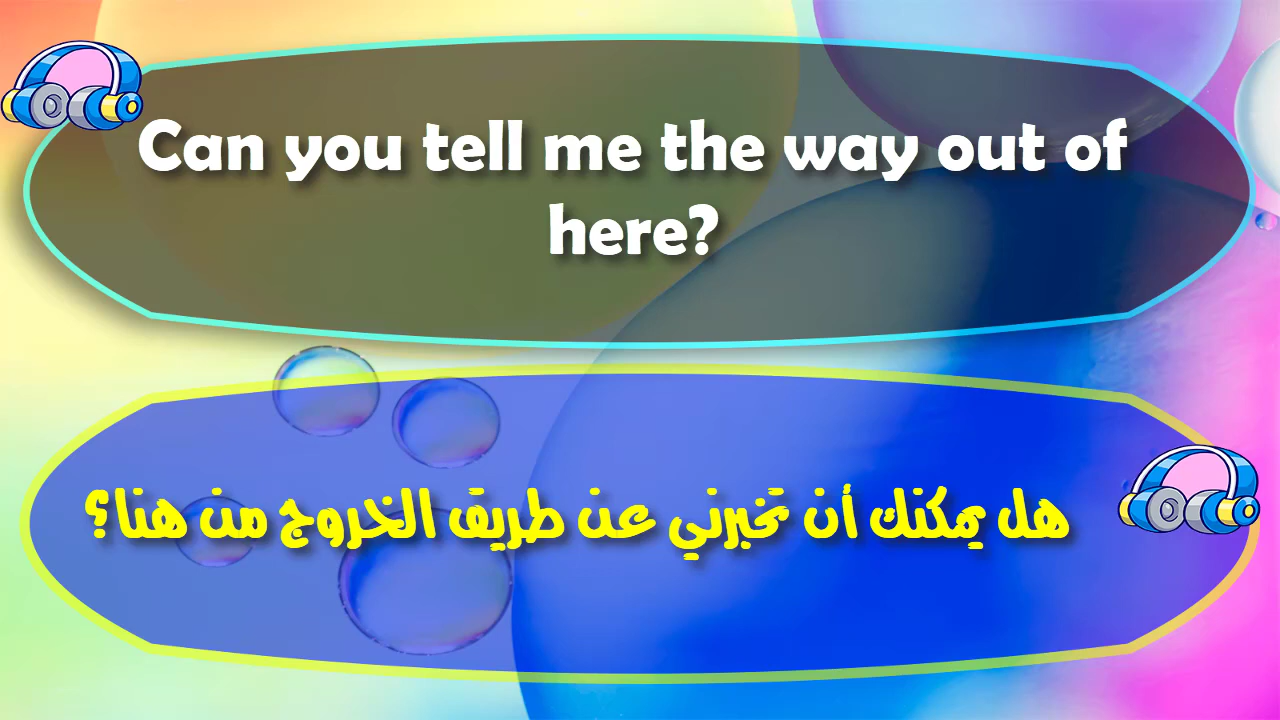 Can you tell me the way out of
here?
هل يمكنك أن تخبرني عن طريق الخروج من هنا؟